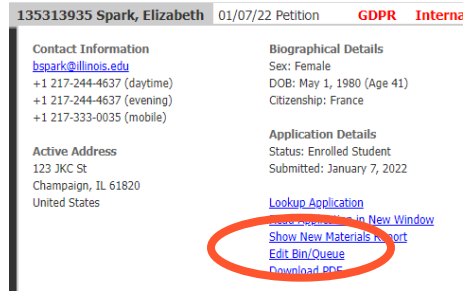 135313935 Spark, Elizabeth 01/07/22 Petition GDPR Interna
Contact Information
bspark@illinois.edu
+1 217-244-4637 (daytime)
+1 217-244-4637 (evening)
+1 217-333-0035 (mobile)
Active Address
123 JKC St
Champaign, IL 61820
United States
Biographical Details
Sex: Female
DOB: May 1, 1980 (Age 41)
Citizenship: France
Application Details
Status: Enrolled Student
Submitted: January 7, 2022
Lookup Application
Read Application in New Window
Show New Materials Report
Edit Bin/Queue
Download PDF